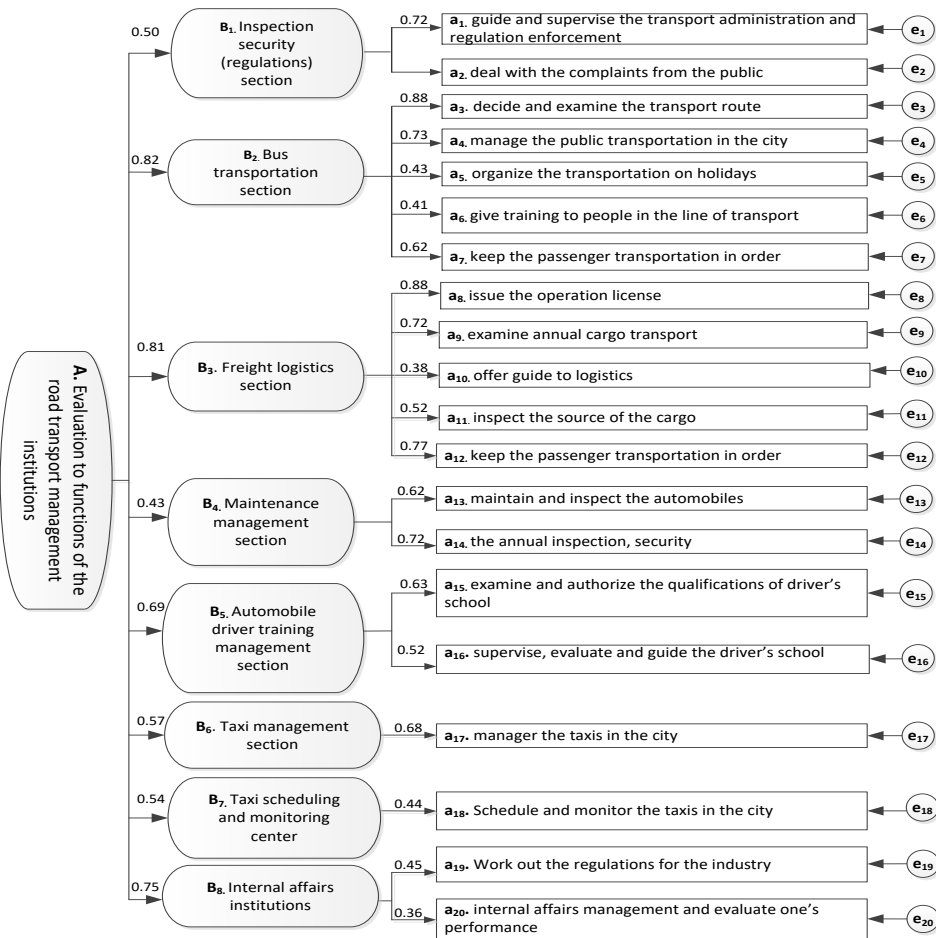 A. Evaluation to functions of the
road transport management
institutions
0.50
B1. Inspection
security
(regulations)
section
0.72
a1. guide and supervise the transport administration and
regulation enforcement
e1
a2. deal with the complaints from the public
e2
0.82
B2. Bus
transportation
section
0.88
a3. decide and examine the transport route
e3
0.73
a4. manage the public transportation in the city
e4
0.43
a5. organize the transportation on holidays
e5
0.41
a6. give training to people in the line of transport
e6
0.62
a7. keep the passenger transportation in order
e7
0.81
B3. Freight logistics
section
0.88
a8. issue the operation license
e8
0.72
a9. examine annual cargo transport
e9
0.38
a10. offer guide to logistics
e10
0.52
a11. inspect the source of the cargo
e11
0.77
a12. keep the passenger transportation in order
e12
0.43
B4. Maintenance
management
section
0.62
a13. maintain and inspect the automobiles
e13
0.72
a14. the annual inspection, security
e14
0.69
B5. Automobile
driver training
management
section
0.63
a15. examine and authorize the qualifications of driver's
school
e15
0.52
a16. supervise, evaluate and guide the driver's school
e16
0.57
B6. Taxi management
section
0.68
a17. manager the taxis in the city
e17
0.54
B7. Taxi scheduling
and monitoring
center
0.44
a18. Schedule and monitor the taxis in the city
e18
0.75
B8. Internal affairs
institutions
0.45
a19. Work out the regulations for the industry
e19
0.36
a20. internal affairs management and evaluate one's
performance
e20